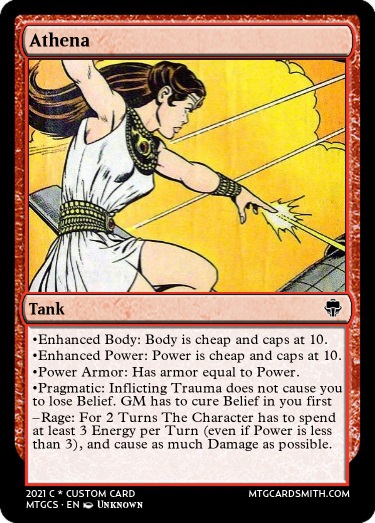 Athena
Tank
•Enhanced Body: Body is cheap and caps at 10.
•Enhanced Power: Power is cheap and caps at 10.
•Power Armor: Has armor equal to Power.
•Pragmatic: Inflicting Trauma does not cause you
to lose Belief. GM has to cure Belief in you first
–Rage: For 2 Turns The Character has to spend
at least 3 Energy per Turn (even if Power is less
than 3), and cause as much Damage as possible.
2021 C * CUSTOM CARD
MTGCARDSMITH.COM
MTGCS · EN Unknown